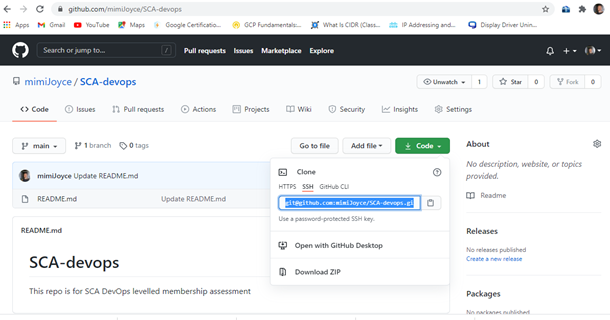 github.com/mimiJoyce/SCA-devops
Apps Gmail YouTube Maps Google Certificatio... GCP Fundamentals:... What Is CIDR (Classl... IP Addressing and... Display Driver Unin...
Search or jump to... / Pull requests Issues Marketplace Explore
mimiJoyce / SCA-devops Unwatch 1 Star 0 Fork 0
Code Issues Pull requests Actions Projects Wiki Security Insights Settings
main 1 branch 0 tags Go to file Add file Code
mimiJoyce Update README.md
README.md Update README.md
README.md
SCA-devops
This repo is for SCA DevOps levelled membership assessment
Clone
HTTPS SSH GitHub CLI
git@github.com:mimiJoyce/SCA-devops.gi
Use a password-protected SSH key.
Open with GitHub Desktop
Download ZIP
About
No description, website, or topics
provided.
Readme
Releases
No releases published
Create a new release
Packages
No packages published